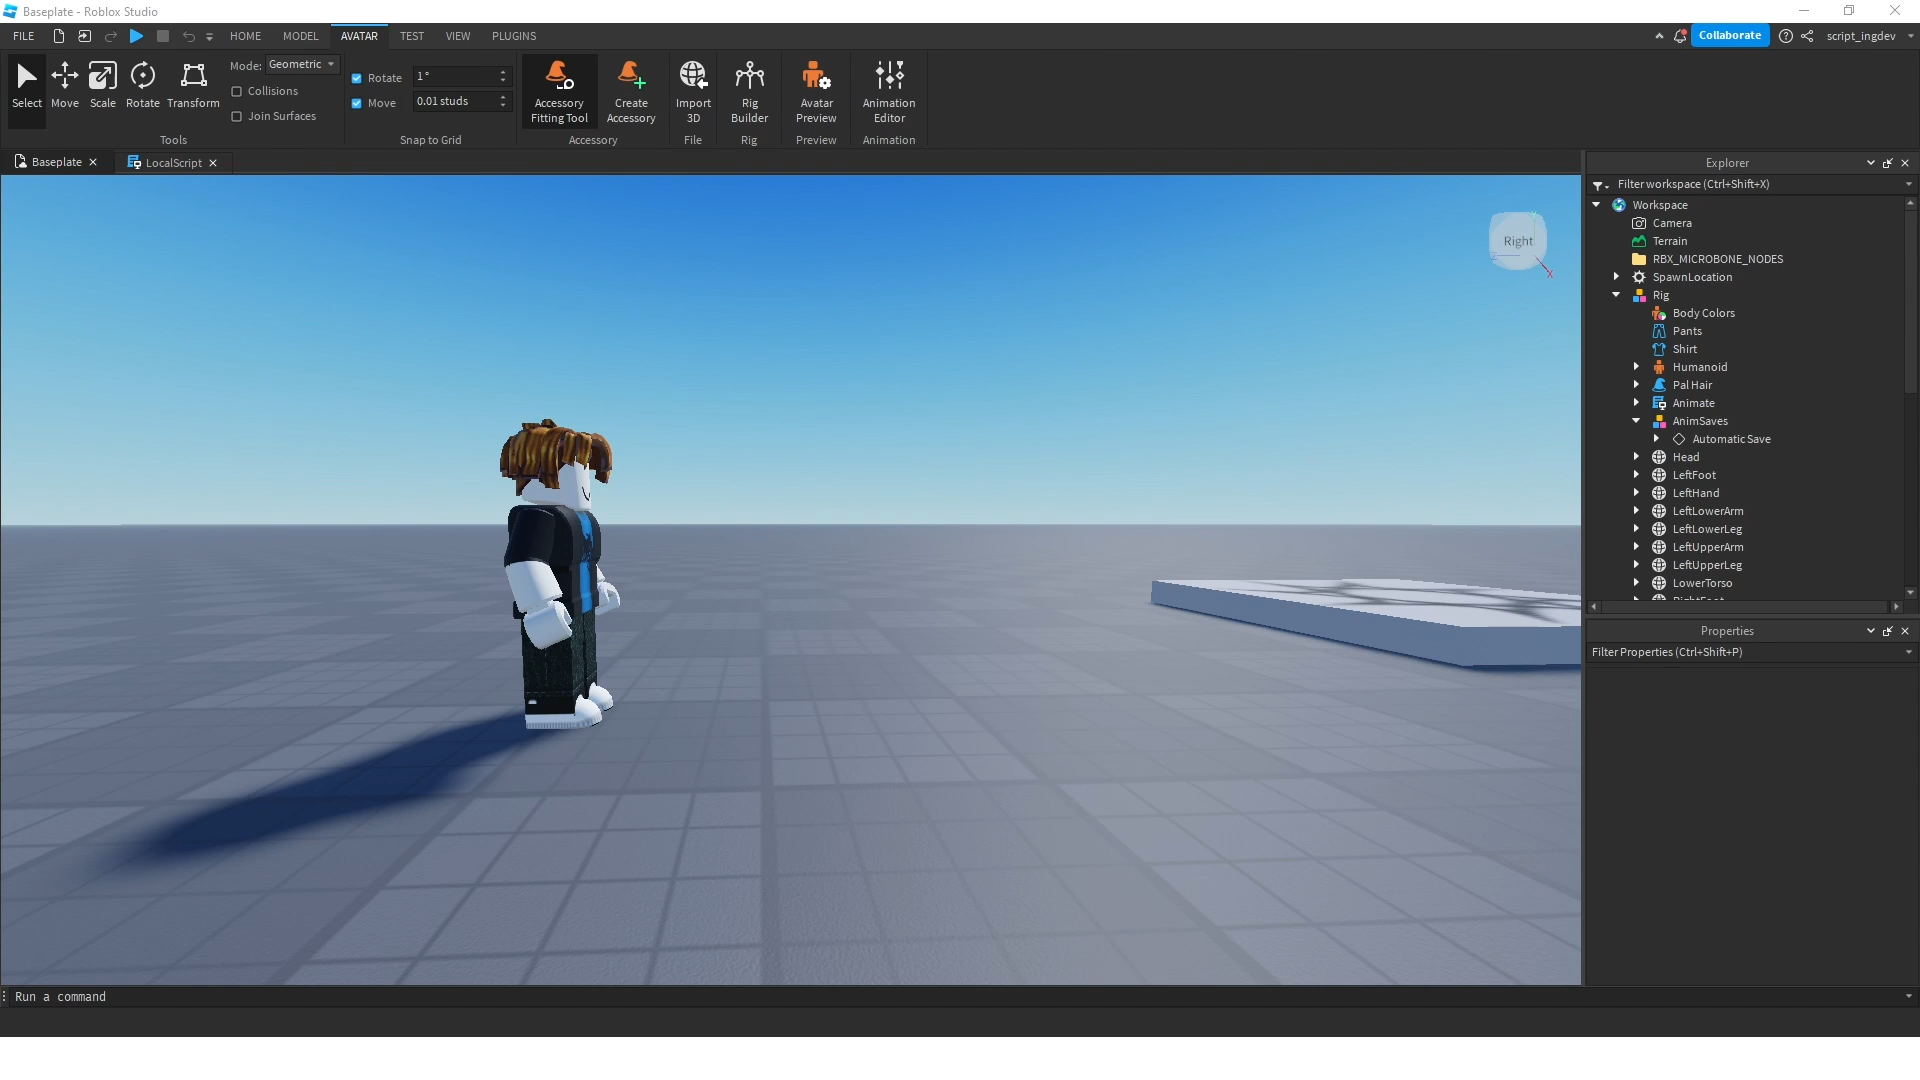 Baseplate - Roblox Studio
FILE HOME MODEL AVATAR TEST VIEW PLUGINS Collaborate script_ingdev
Select Move Scale Rotate Transform
Mode: Geometric
Collisions
Join Surfaces
Tools
Rotate 1°
Move 0.01 studs
Snap to Grid
Accessory Fitting Tool
Create Accessory
Accessory
Import 3D
File
Rig Builder
Rig
Avatar Preview
Preview
Animation Editor
Animation
Baseplate
LocalScript
Right
X
Explorer
Filter workspace (Ctrl+Shift+X)
Workspace
Camera
Terrain
RBX_MICROBONE_NODES
SpawnLocation
Rig
Body Colors
Pants
Shirt
Humanoid
Pal Hair
Animate
AnimSaves
Automatic Save
Head
LeftFoot
LeftHand
LeftLowerArm
LeftLowerLeg
LeftUpperArm
LeftUpperLeg
LowerTorso
RightFoot
Properties
Filter Properties (Ctrl+Shift+P)
Run a command